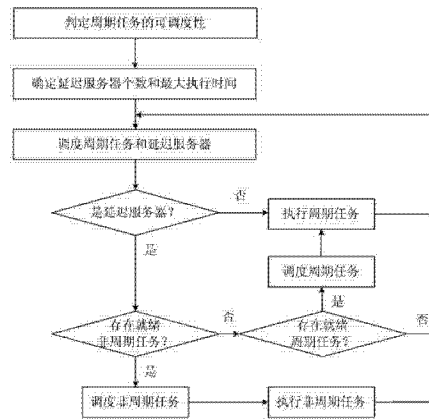 判定周期任务的可调度性
确定延迟服务器个数和最大执行时间
调度周期任务和延迟服务器
是延迟服务器?
否
执行周期任务
是
调度周期任务
是
存在就绪
非周期任务?
否
存在就绪
周期任务?
否
是
调度非周期任务
执行非周期任务